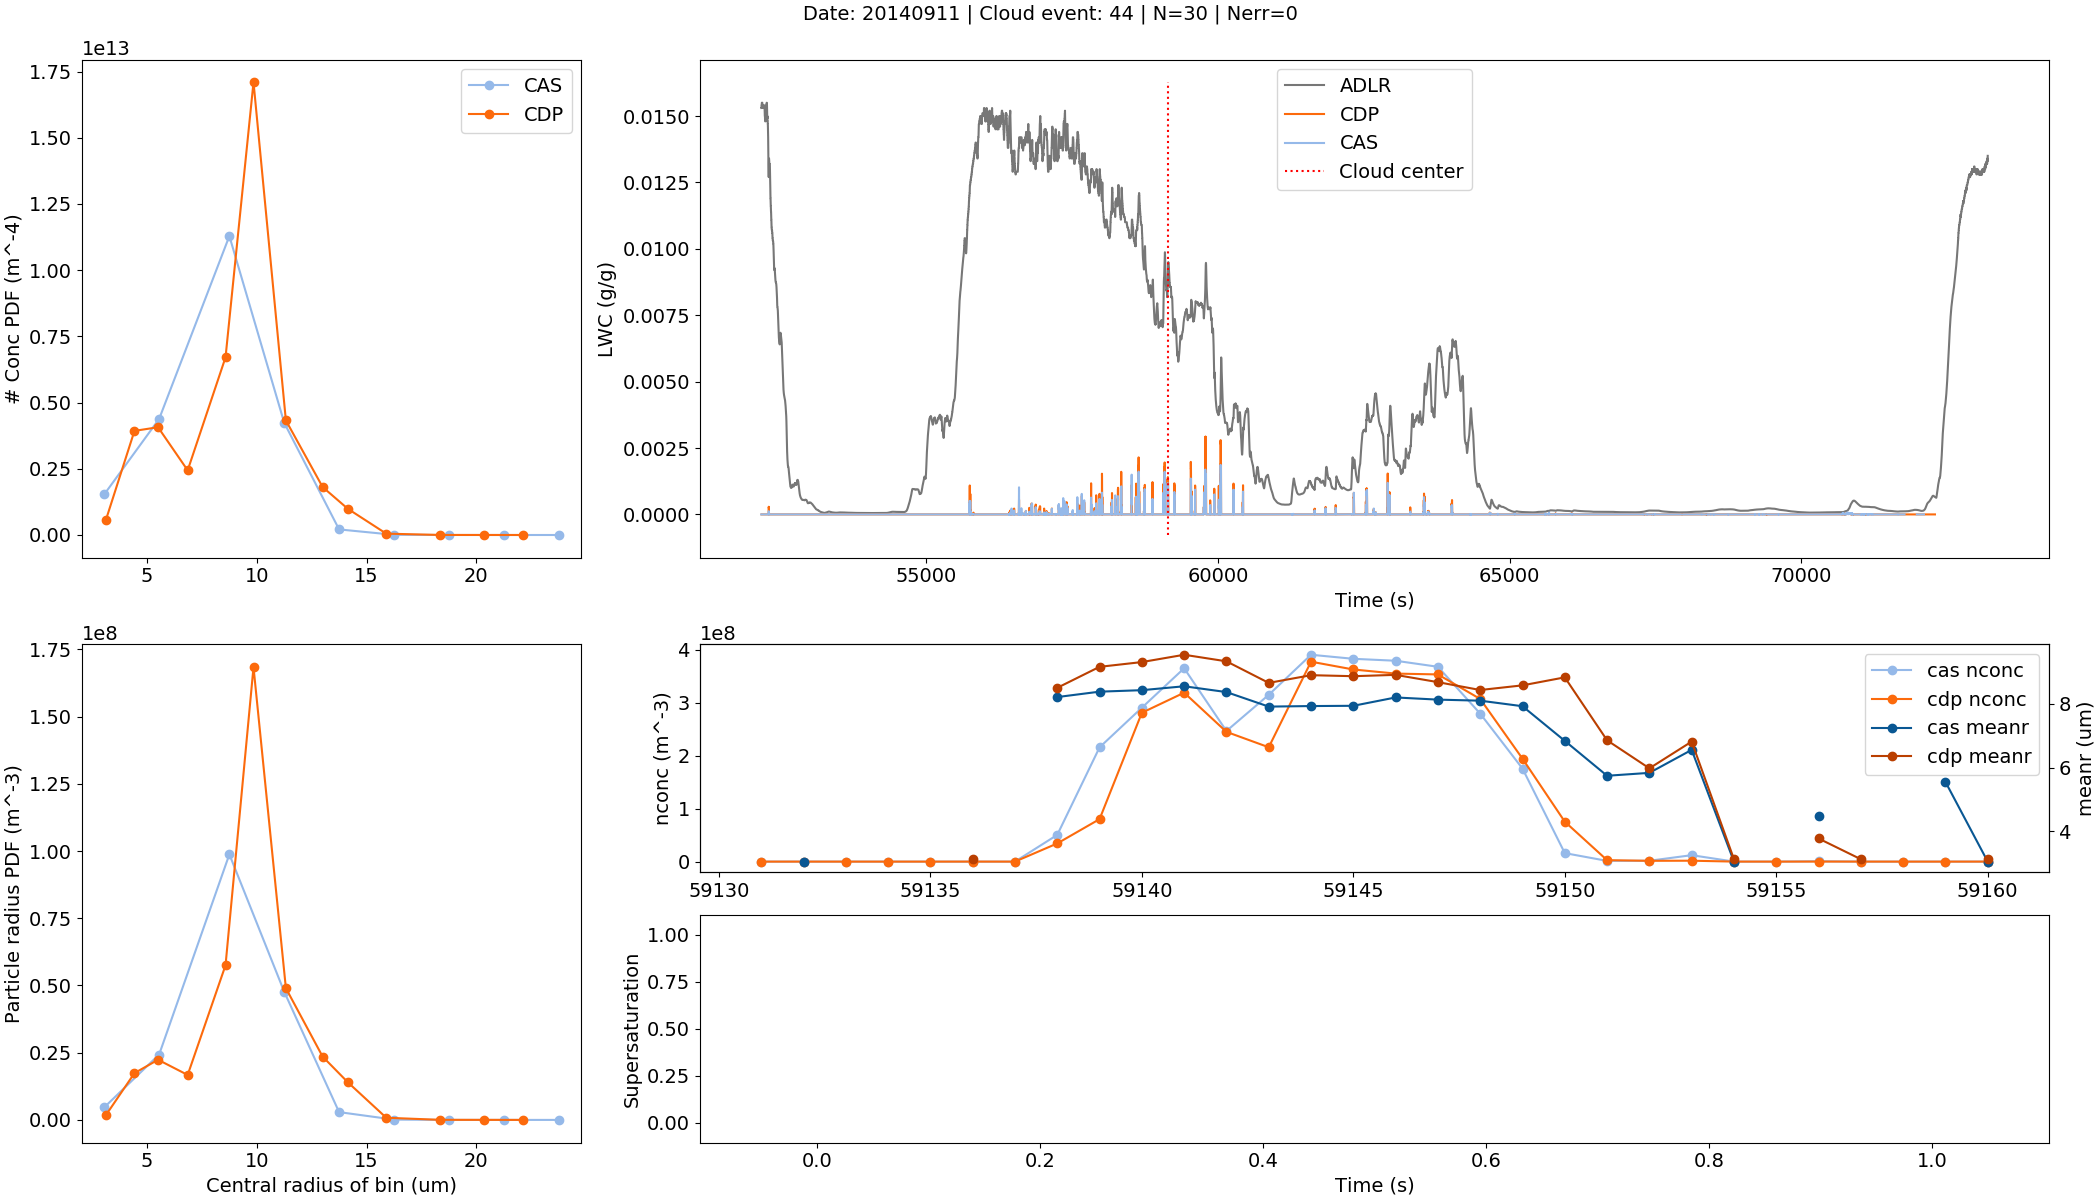 Date: 20140911 | Cloud event: 44 | N=30 | Nerr=0
1e13
# Conc PDF (m^-4)
1.75
1.50
1.25
1.00
0.75
0.50
0.25
0.00
5 10 15 20
CAS
CDP
LWC (g/g)
0.0150
0.0125
0.0100
0.0075
0.0050
0.0025
0.0000
55000 60000 65000 70000
Time (s)
ADLR
CDP
CAS
Cloud center
1e8
Particle radius PDF (m^-3)
1.75
1.50
1.25
1.00
0.75
0.50
0.25
0.00
5 10 15 20
Central radius of bin (um)
1e8
nconc (m^-3)
4
3
2
1
0
59130 59135 59140 59145 59150 59155 59160
cas nconc
cdp nconc
cas meanr
cdp meanr
8
6
4
meanr (um)
Supersaturation
1.00
0.75
0.50
0.25
0.00
0.0 0.2 0.4 0.6 0.8 1.0
Time (s)